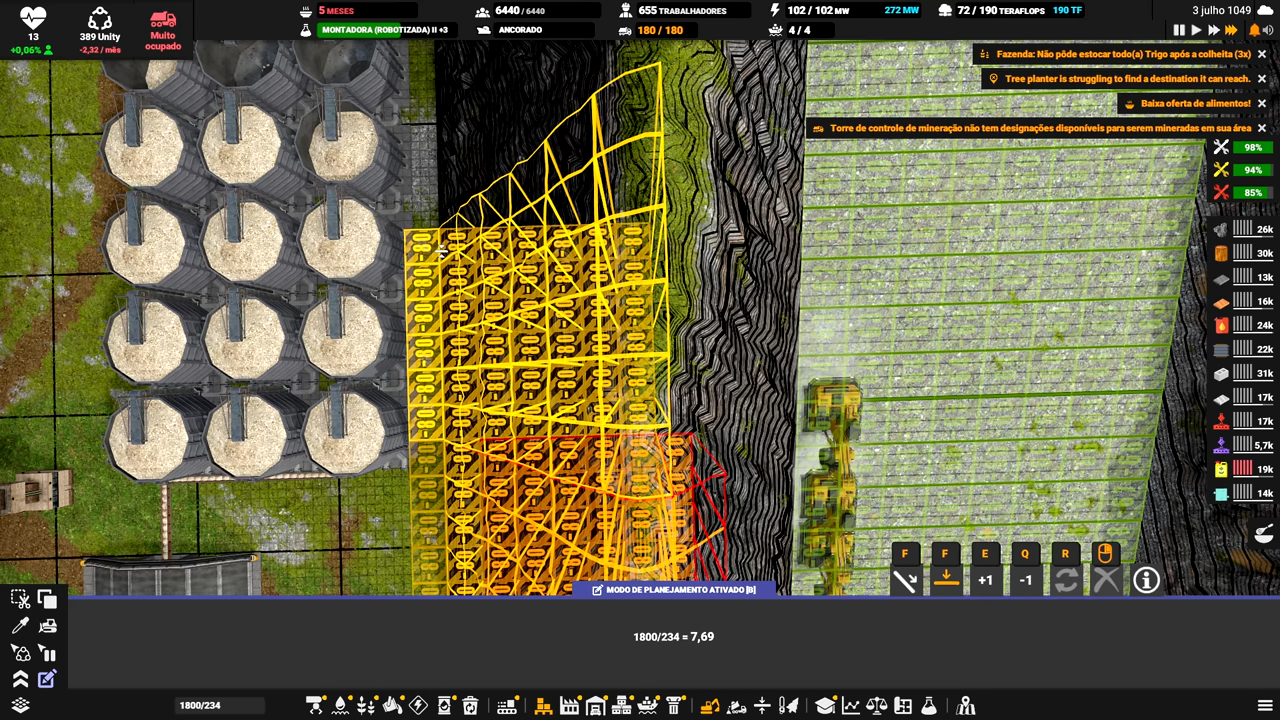 13
+0,06%
389 Unity
-2,32 / mês
Muito
ocupado
5 MESES
MONTADORA (ROBOTIZADA) II +3
6440 / 6440
ANCORADO
655 TRABALHADORES
180 / 180
102 / 102 MW
272 MW
4 / 4
72 / 190 TERAFLOPS
190 TF
3 julho 1049
Fazenda: Não pôde estocar todo(a) Trigo após a colheita (3x)
Tree planter is struggling to find a destination it can reach.
Baixa oferta de alimentos!
Torre de controle de mineração não tem designações disponíveis para serem mineradas em sua área
98%
94%
85%
26k
30k
13k
16k
24k
22k
31k
17k
17k
5,7k
19k
14k
-80
F
F
E
Q
R
+1
-1
MODO DE PLANEJAMENTO ATIVADO [B]
1800/234 = 7,69
1800/234